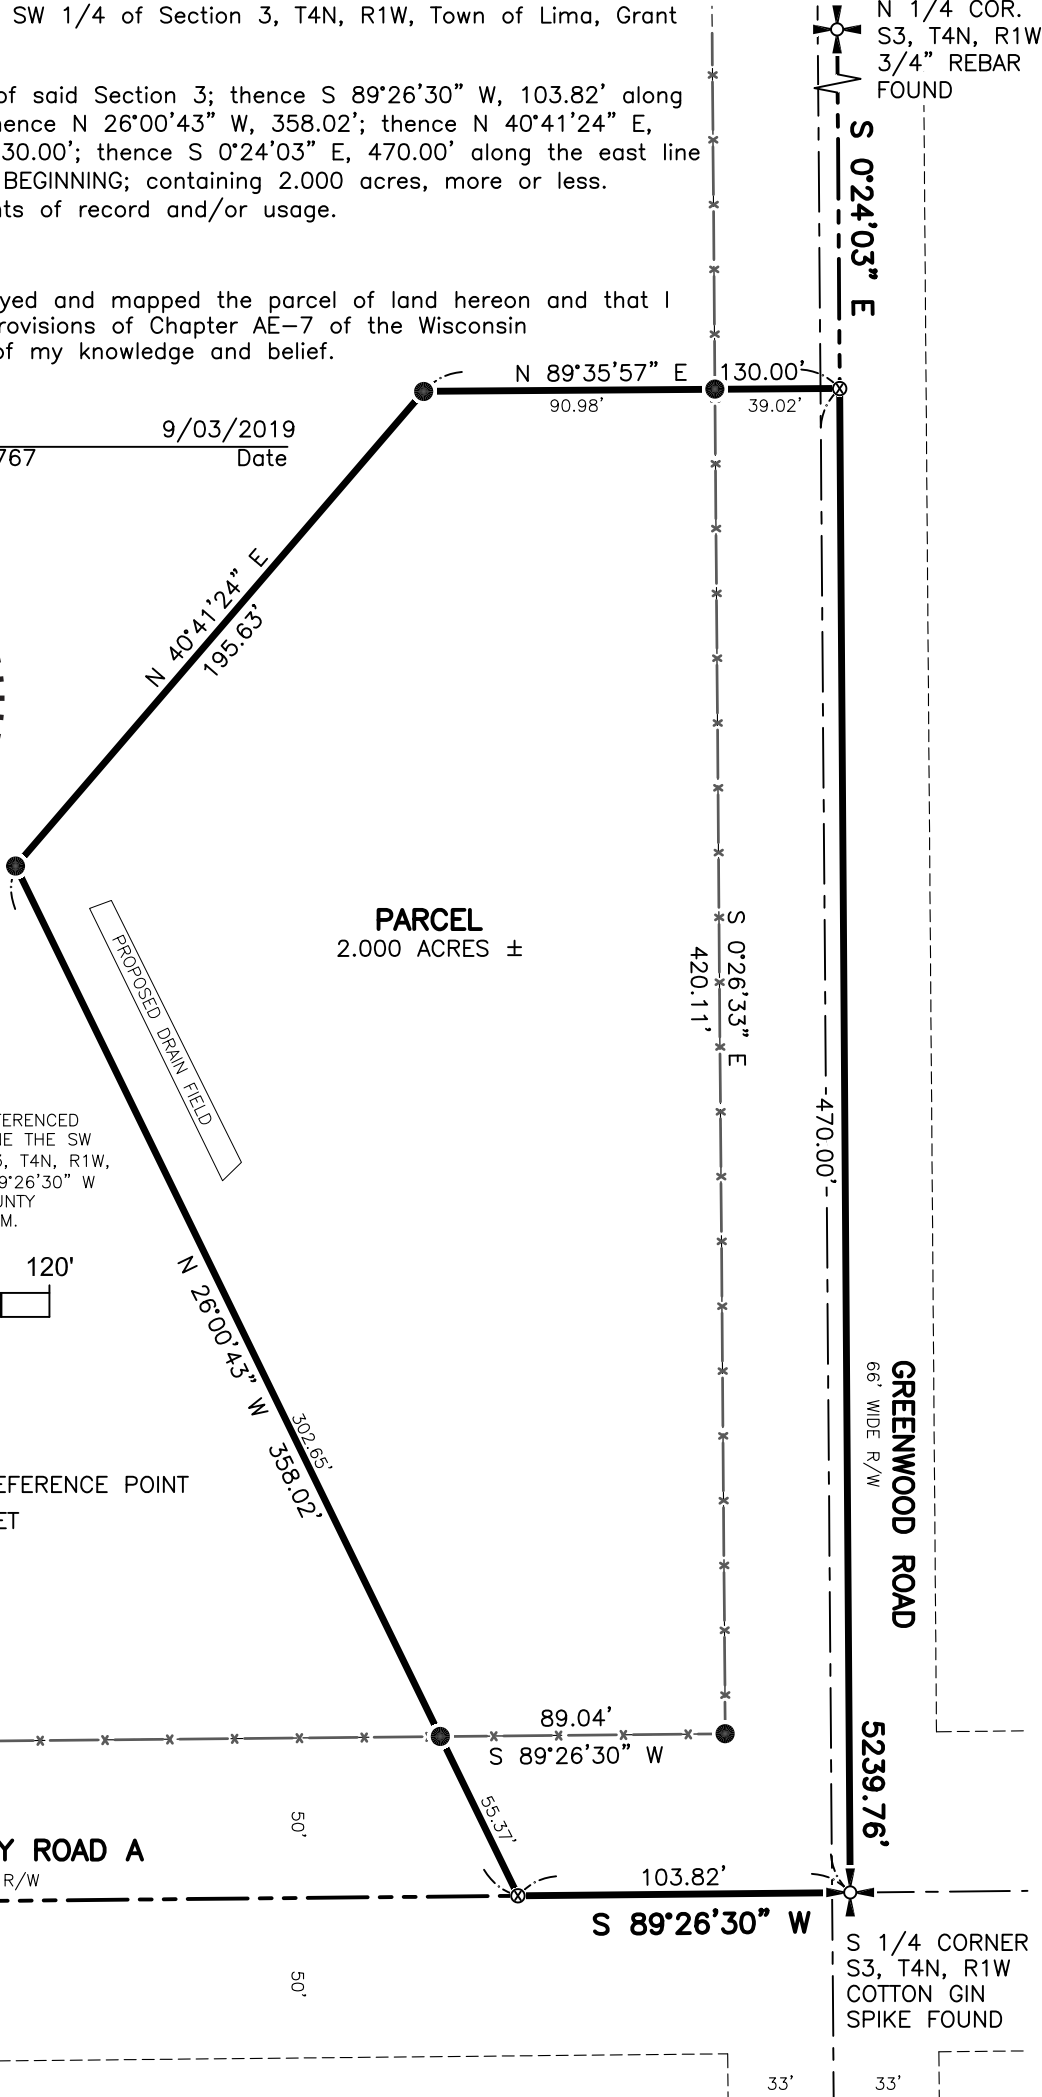 SW 1/4 of Section 3, T4N, R1W, Town of Lima, Grant
N 1/4 COR.
S3, T4N, R1W
3/4” REBAR
FOUND
of said Section 3; thence S 89°26'30” W, 103.82' along
thence N 26°00'43” W, 358.02'; thence N 40°41'24” E,
30.00'; thence S 0°24'03” E, 470.00' along the east line
BEGINNING; containing 2.000 acres, more or less.
nts of record and/or usage.
S 0°24'03” E
yed and mapped the parcel of land hereon and that I
rovisions of Chapter AE–7 of the Wisconsin
of my knowledge and belief.
N 89°35'57” E 130.00'
90.98' 39.02'
9/03/2019
767 Date
N 40°41'24” E
195.63'
PARCEL
2.000 ACRES ±
S 0°26'33” E
420.11'
PROPOSED DRAIN FIELD
470.00'
FERENCED
NE THE SW
3, T4N, R1W,
9°26'30” W
UNTY
M.
120'
N 26°00'43” W 358.02'
302.65'
GREENWOOD ROAD
66' WIDE R/W
EFERENCE POINT
ET
89.04'
S 89°26'30” W
5239.76'
55.37'
50'
Y ROAD A
R/W
103.82'
S 89°26'30” W
50'
S 1/4 CORNER
S3, T4N, R1W
COTTON GIN
SPIKE FOUND
33' 33'